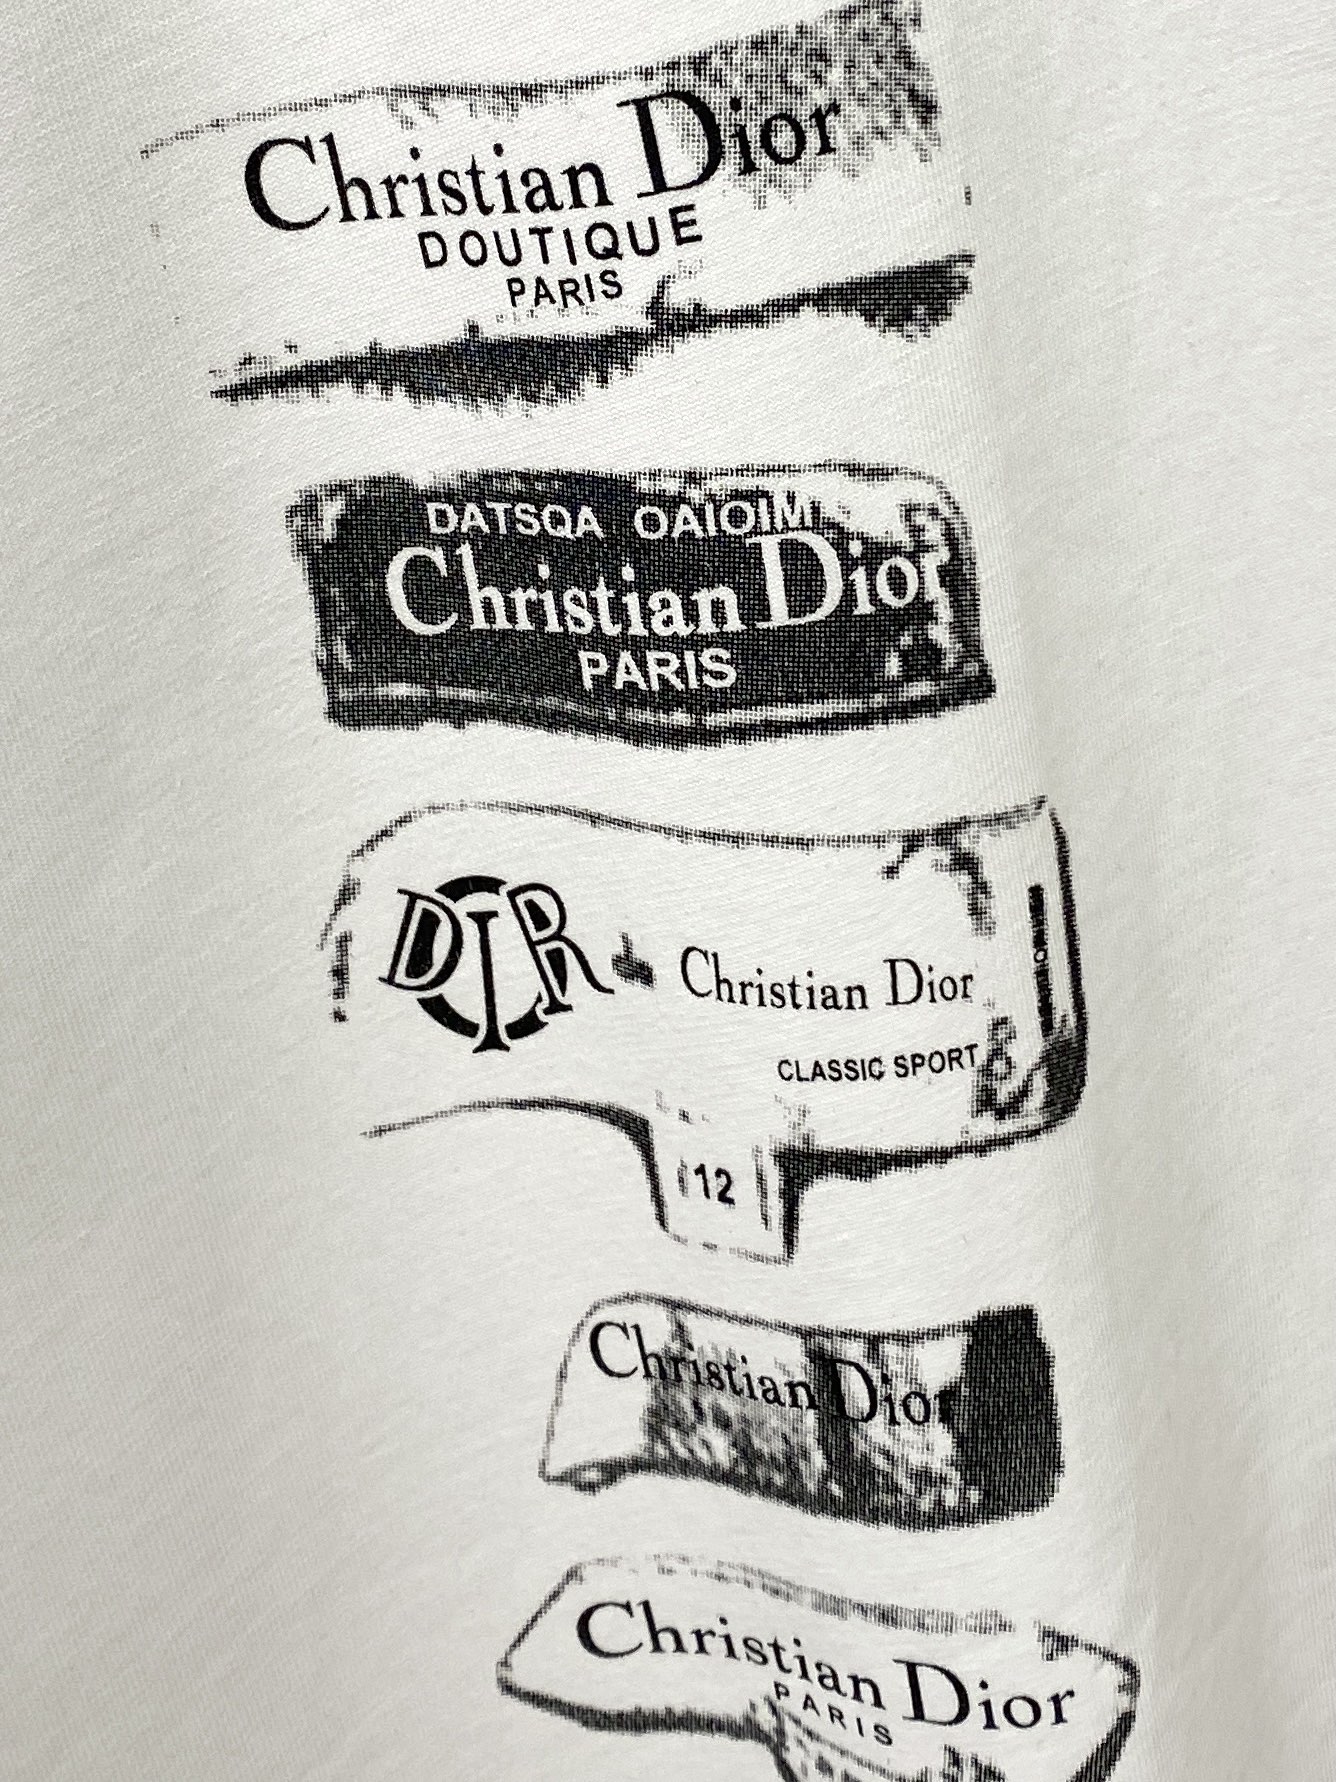 Christian Dior
DOUTIQUE
PARIS
DATSQA OAIOIM
Christian Dior
PARIS
DIR
Christian Dior
CLASSIC SPORT
12
Christian Dior
Christian Dior
PARIS